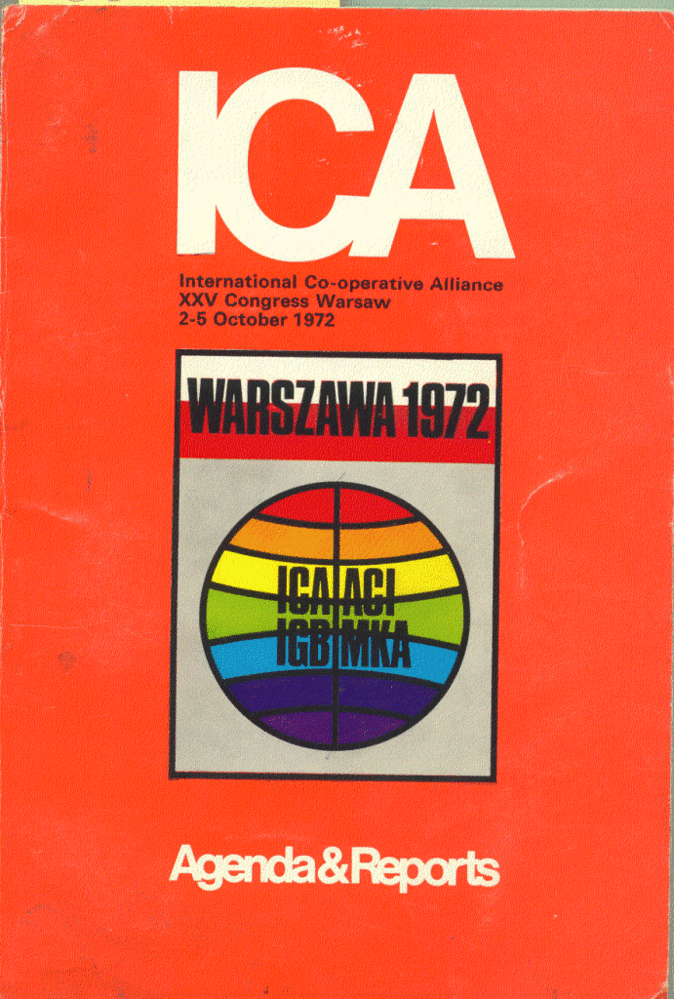 ICA
International Co-operative Alliance
XXV Congress Warsaw
2-5 October 1972
WARSZAWA 1972
ICA ACI
IGB MKA
Agenda&Reports